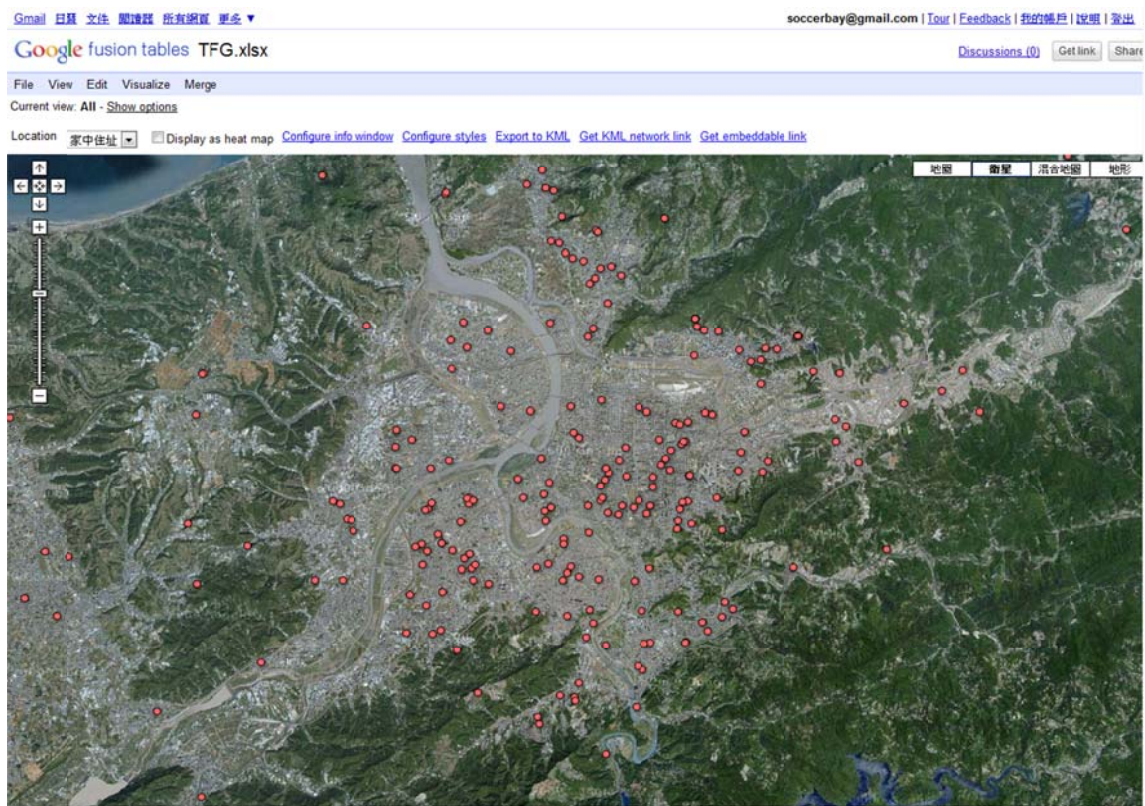 Gmail 日曆 文件 閱讀器 所有網頁 更多 ▼ soccerbay@gmail.com | Tour | Feedback | 我的帳戶 | 說明 | 登出
Google fusion tables TFG.xlsx Discussions (0) Get link Share
File View Edit Visualize Merge
Current view: All - Show options
Location 家中住址 Display as heat map Configure info window Configure styles Export to KML Get KML network link Get embeddable link
地圖 衛星 混合地圖 地形